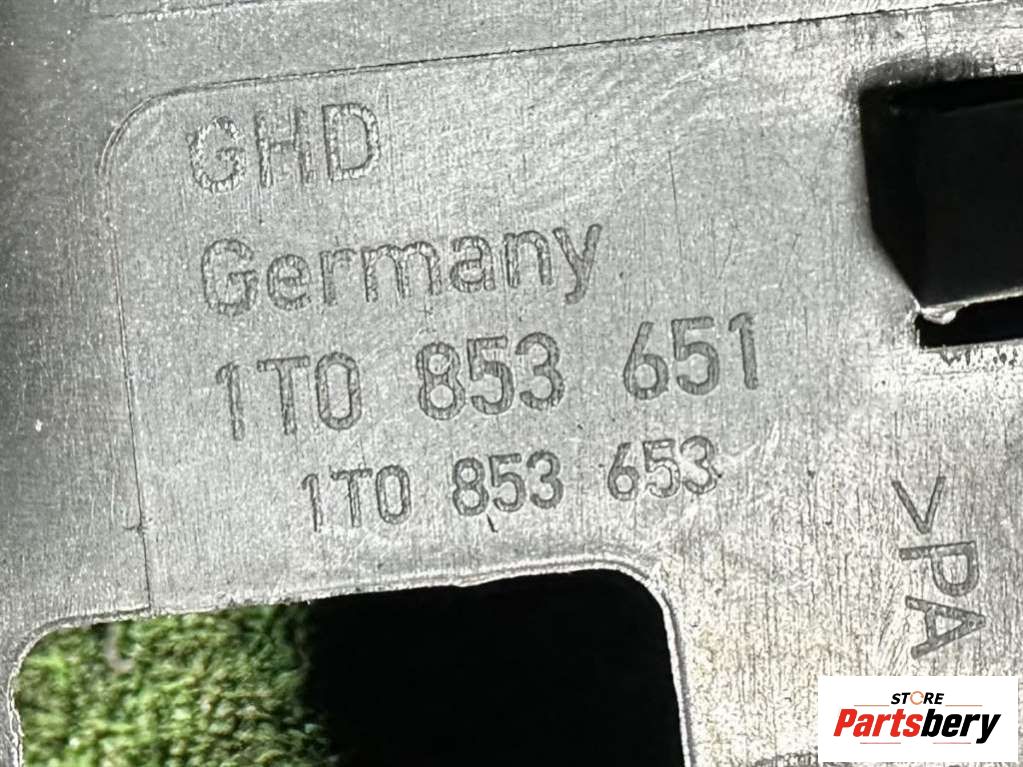 GHD
Germany
1T0 853 651
1T0 853 653
>PA
STORE
Partsbery